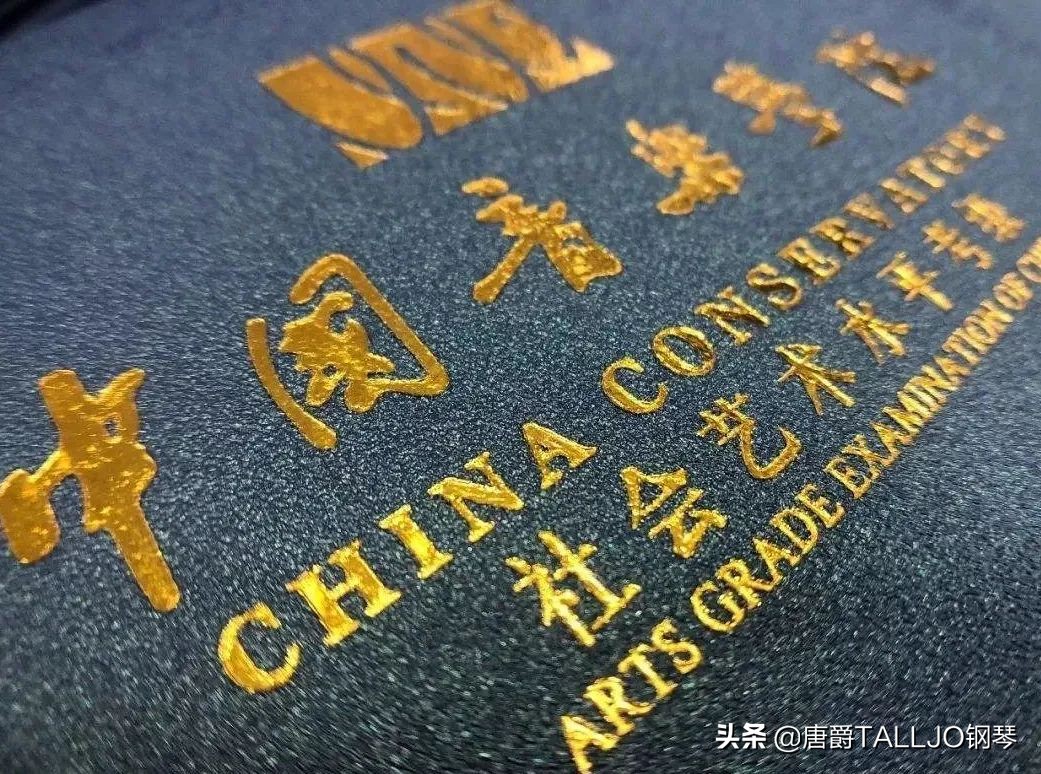 中国音乐学院
CHINA CONSERVATORY
社会艺术水平考级
ARTS GRADE EXAMINATION OF
头条 @唐爵TALLJO钢琴